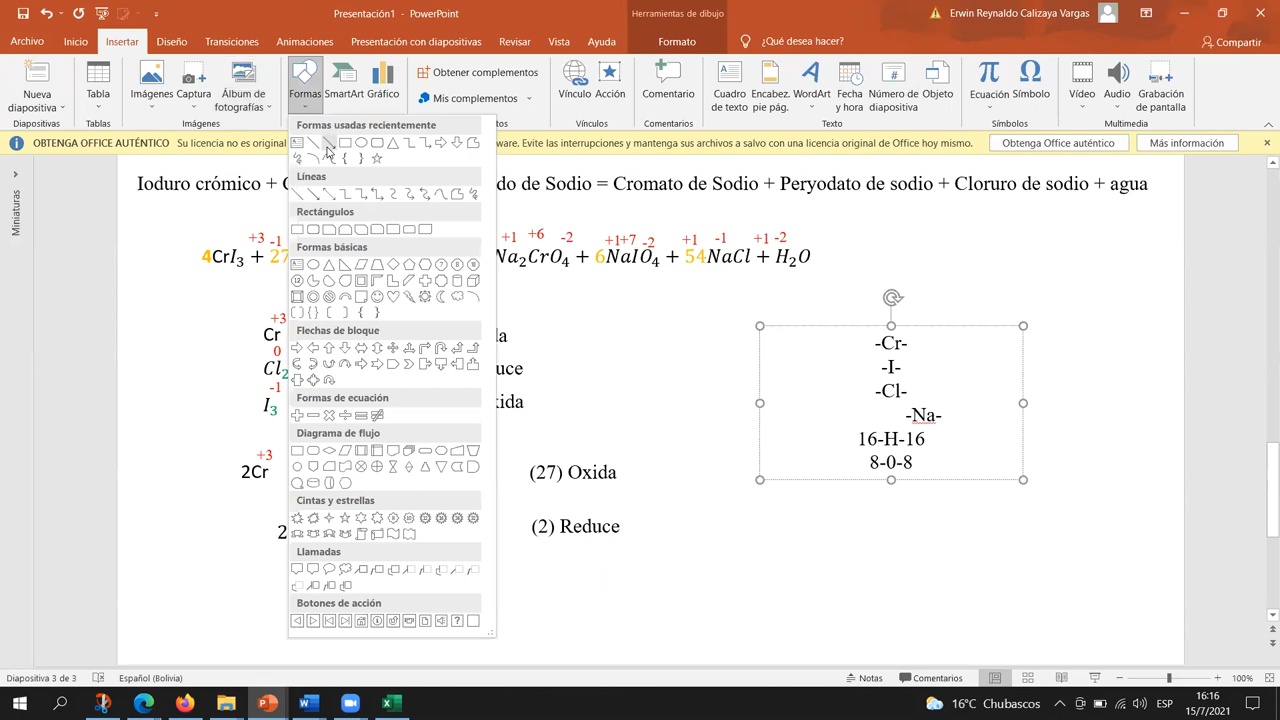 Presentación1 - PowerPoint
Herramientas de dibujo
Erwin Reynaldo Calizaya Vargas
Archivo Inicio Insertar Diseño Transiciones Animaciones Presentación con diapositivas Revisar Vista Ayuda Formato ¿Qué desea hacer? Compartir
Nueva diapositiva
Tabla
Imágenes
Captura
Álbum de fotografías
Formas
SmartArt
Gráfico
Obtener complementos
Mis complementos
Vínculo
Acción
Comentario
Cuadro de texto
Encabez. pie pág.
WordArt
Fecha y hora
Número de diapositiva
Objeto
Ecuación
Símbolo
Video
Audio
Grabación de pantalla
Diapositivas Tablas Imágenes Complementos Vínculos Comentarios Texto Símbolos Multimedia
OBTENGA OFFICE AUTÉNTICO Su licencia no es original ware. Evite las interrupciones y mantenga sus archivos a salvo con una licencia original de Office hoy mismo. Obtenga Office auténtico Más información
Formas usadas recientemente
Líneas
Rectángulos
Formas básicas
Flechas de bloque
Formas de ecuación
Diagrama de flujo
Cintas y estrellas
Llamadas
Botones de acción
Miniaturas
Ioduro crómico + do de Sodio = Cromato de Sodio + Peryodato de sodio + Cloruro de sodio + agua
+3 -1 +1 +6 -2 +1 +7 -2 +1 -1 +1 -2
4CrI₃ + 27 Na₂CrO₄ + 6NaIO₄ + 54NaCl + H₂O
+3
Cr da
0
Cl₂ uce
-1
I₃ ida
+3
2Cr (27) Oxida
2 (2) Reduce
-Cr-
-I-
-Cl-
-Na-
16-H-16
8-0-8
Diapositiva 3 de 3 Español (Bolivia) Notas Comentarios 100%
16°C Chubascos ESP 16:16
15/7/2021